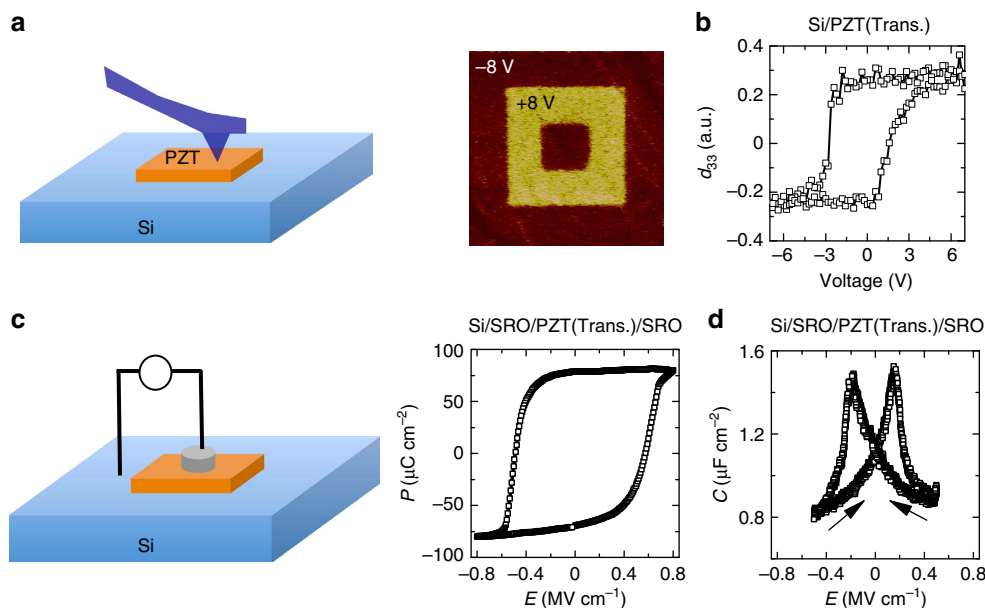 a
PZT
Si
−8 V
+8 V
b
Si/PZT(Trans.)
d33 (a.u.)
0.4
0.2
0
−0.2
−0.4
−6 −3 0 3 6
Voltage (V)
c
Si
Si/SRO/PZT(Trans.)/SRO
P (μC cm−2)
100
50
0
−50
−100
−0.8 −0.4 0 0.4 0.8
E (MV cm−1)
d
Si/SRO/PZT(Trans.)/SRO
C (μF cm−2)
1.6
1.2
0.8
−0.8 −0.4 0 0.4 0.8
E (MV cm−1)